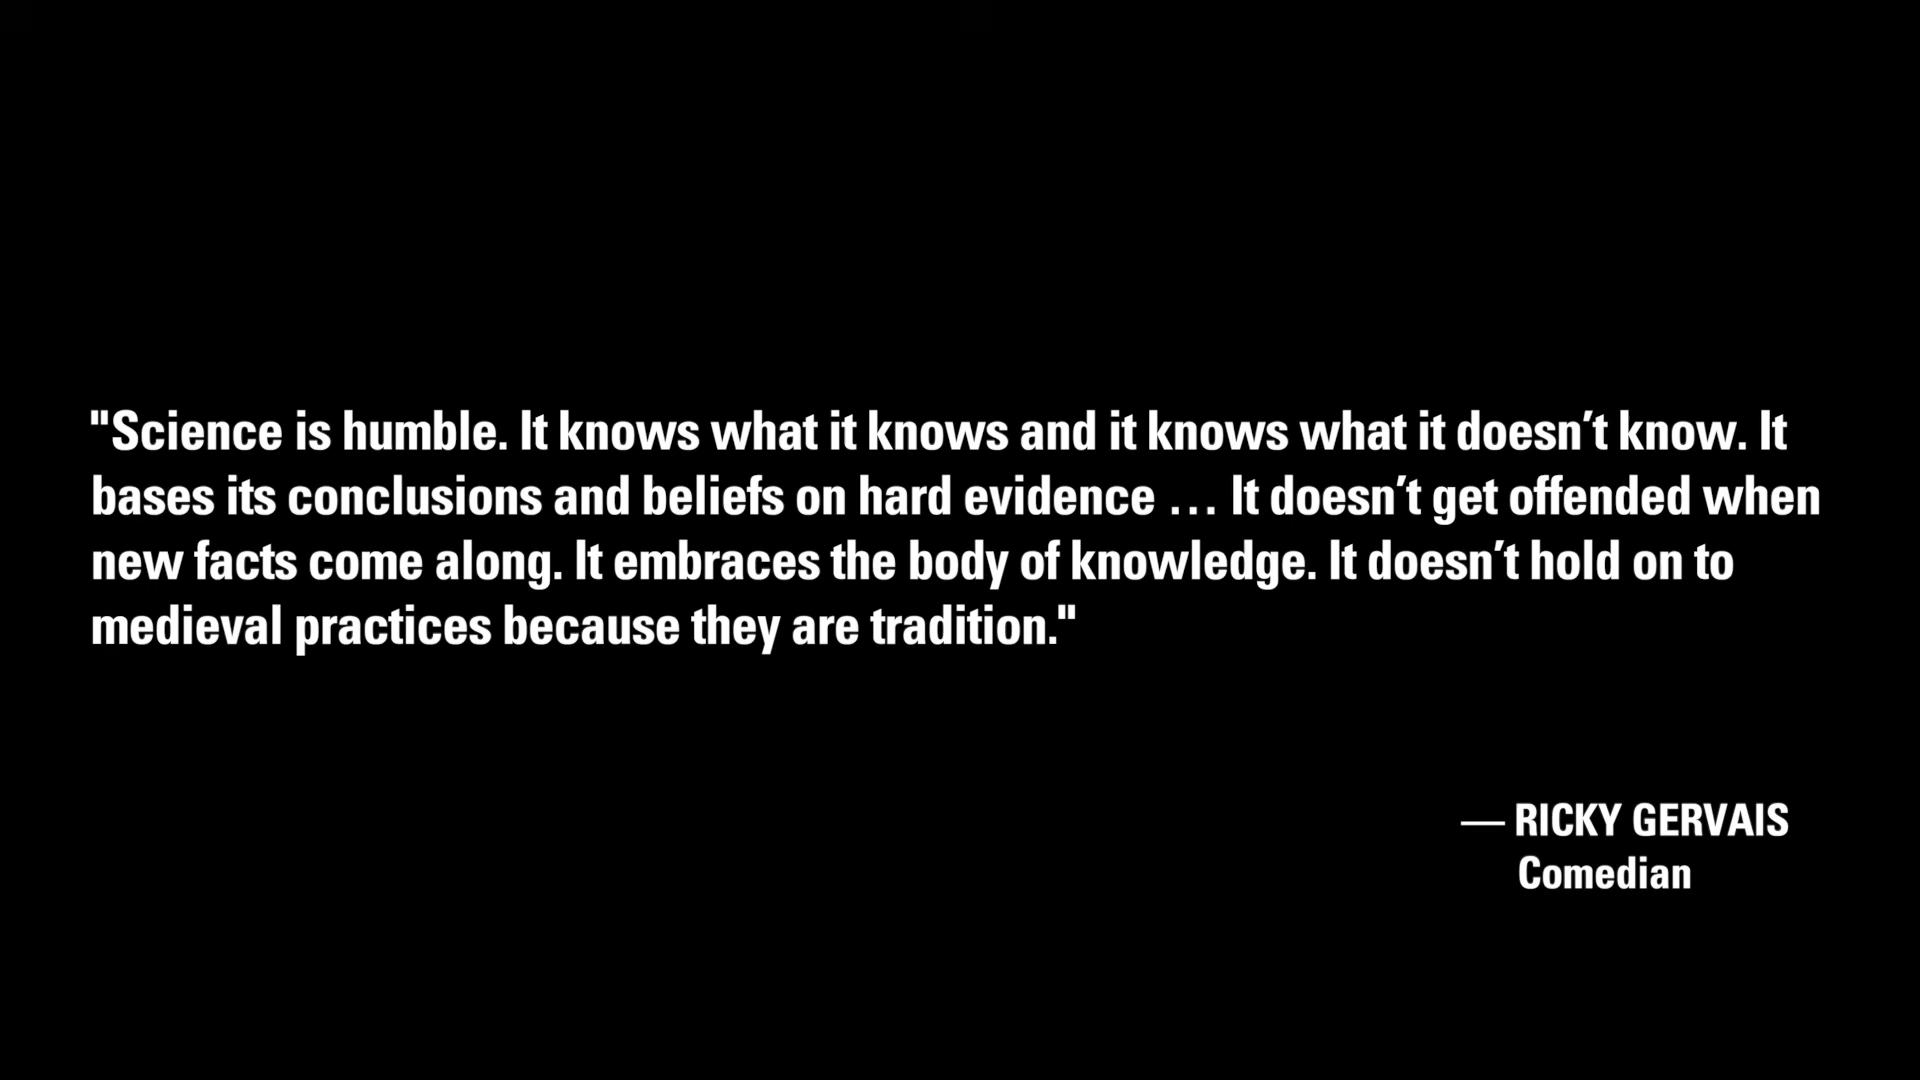 "Science is humble. It knows what it knows and it knows what it doesn’t know. It
bases its conclusions and beliefs on hard evidence … It doesn’t get offended when
new facts come along. It embraces the body of knowledge. It doesn’t hold on to
medieval practices because they are tradition."
— RICKY GERVAIS
Comedian